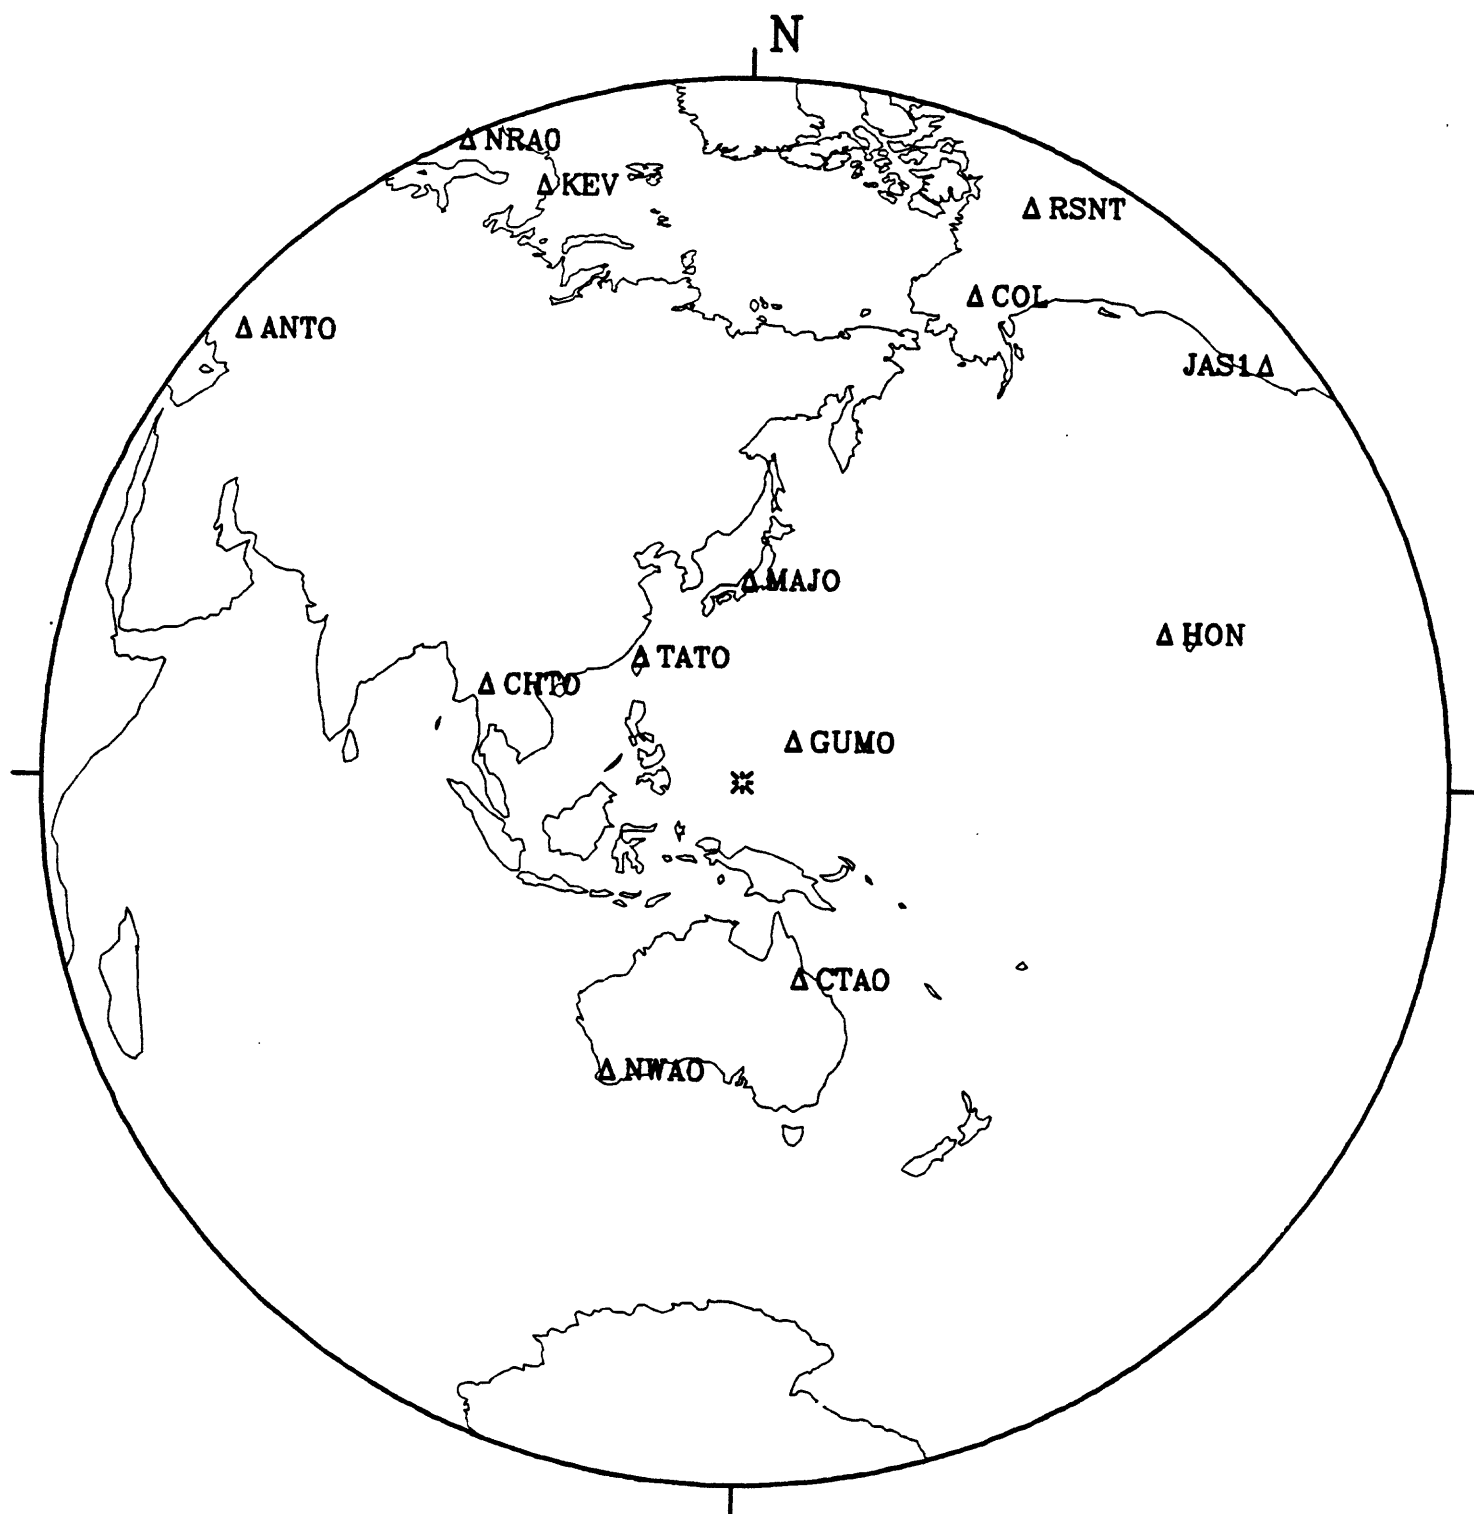 N
NRAO
KEV
RSNT
COL
ANTO
JAS1
MAJO
HON
TATO
CHTO
GUMO
CTAO
NWAO